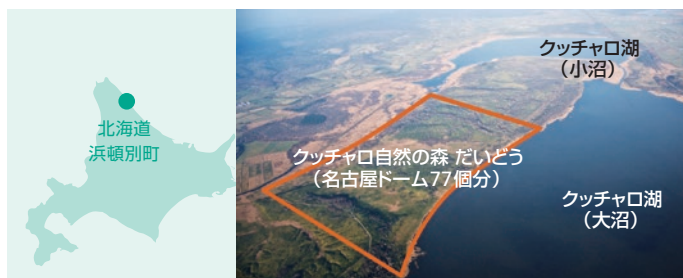 北海道
浜頓別町
クッチャロ湖
（小沼）
クッチャロ自然の森 だいどう
（名古屋ドーム77個分）
クッチャロ湖
（大沼）